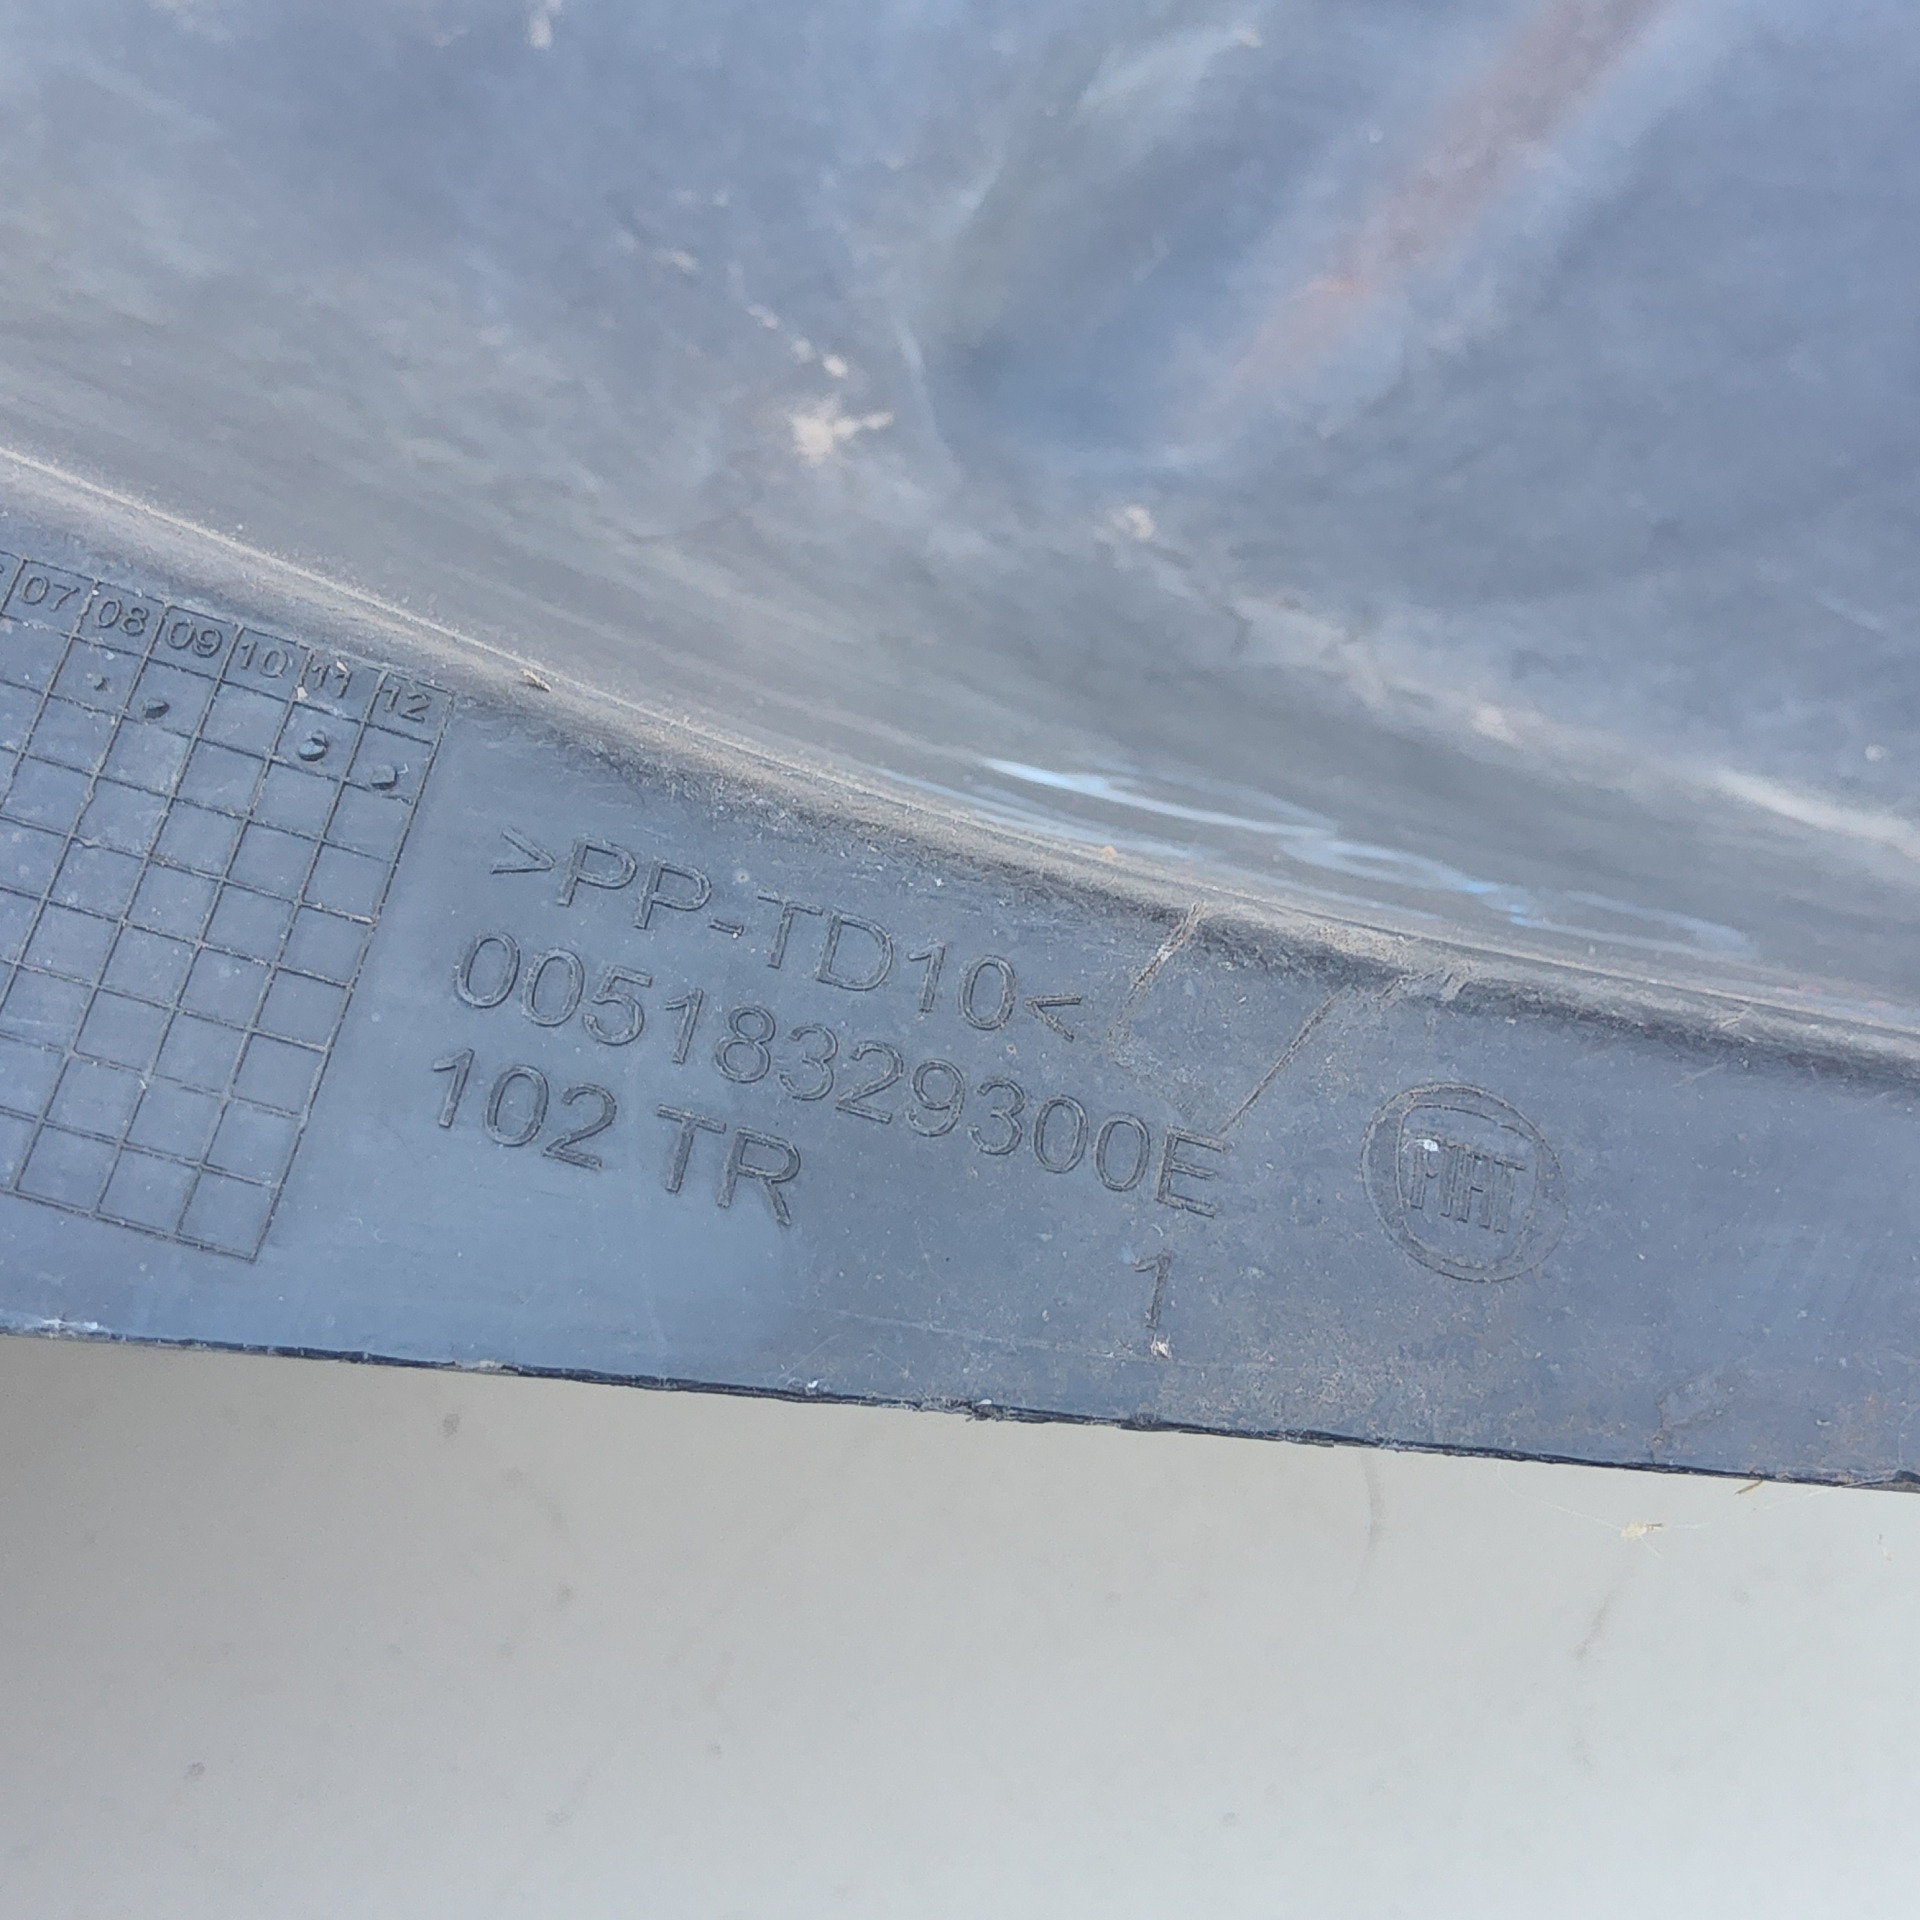 07 08 09 10 11 12
>PP-TD10<
00518329300E
102 TR
1
FIAT